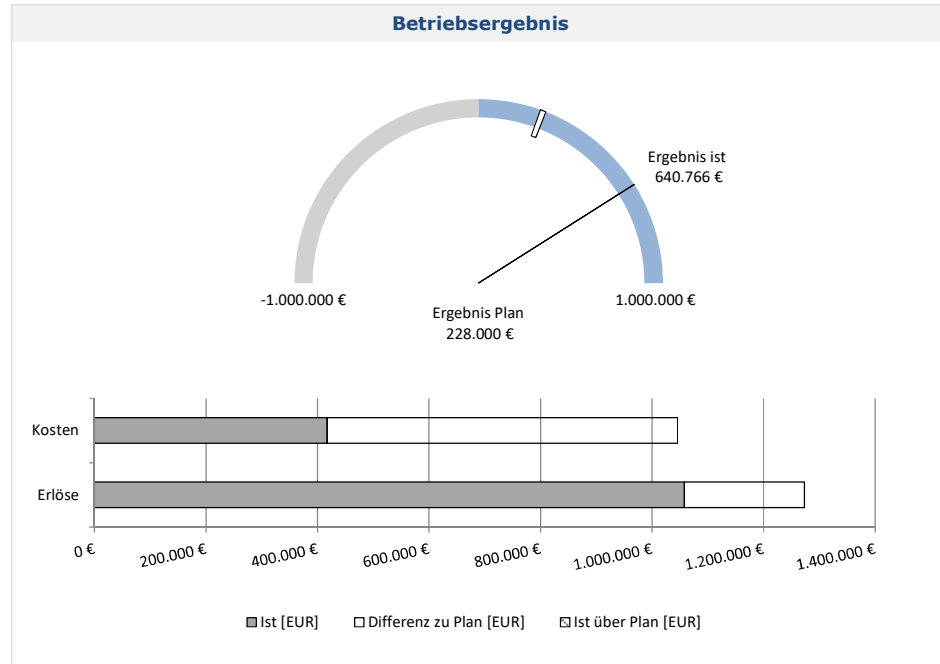 Betriebsergebnis
Ergebnis ist
640.766 €
-1.000.000 €
1.000.000 €
Ergebnis Plan
228.000 €
Kosten
Erlöse
0 €
200.000 €
400.000 €
600.000 €
800.000 €
1.000.000 €
1.200.000 €
1.400.000 €
Ist [EUR]
Differenz zu Plan [EUR]
Ist über Plan [EUR]